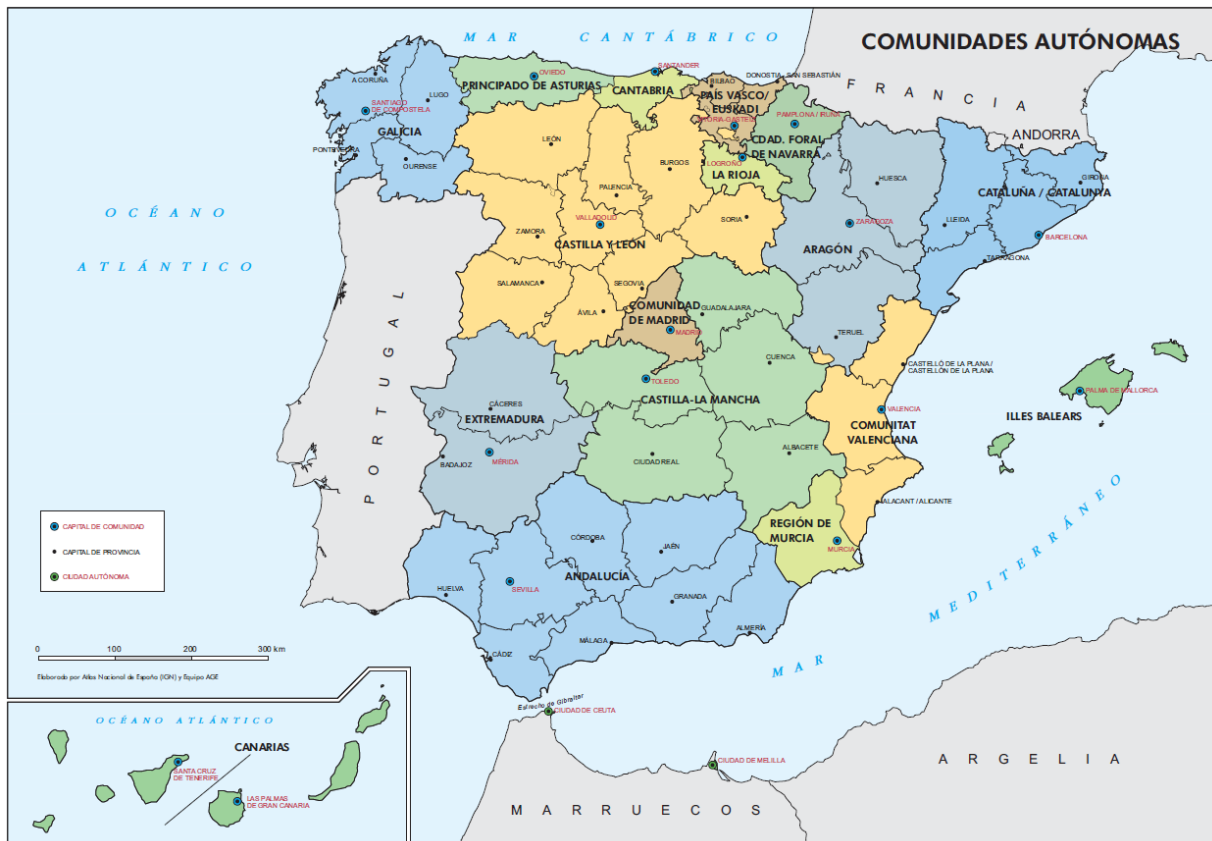 COMUNIDADES AUTÓNOMAS
MAR CANTÁBRICO
FRANCIA
ANDORRA
OCÉANO
ATLÁNTICO
PORTUGAL
A CORUÑA
LUGO
SANTIAGO
DE COMPOSTELA
GALICIA
PONTEVEDRA
OURENSE
OVIEDO
PRINCIPADO DE ASTURIAS
SANTANDER
CANTABRIA
BILBAO
DONOSTIA - SAN SEBASTIÁN
PAÍS VASCO/
EUSKADI
VITORIA-GASTEIZ
PAMPLONA / IRUÑA
CDAD. FORAL
DE NAVARRA
LOGROÑO
LA RIOJA
LEÓN
BURGOS
PALENCIA
VALLADOLID
ZAMORA
CASTILLA Y LEÓN
SORIA
SALAMANCA
SEGOVIA
ÁVILA
HUESCA
ZARAGOZA
ARAGÓN
TERUEL
CATALUÑA / CATALUNYA
GIRONA
LLEIDA
BARCELONA
TARRAGONA
COMUNIDAD
DE MADRID
MADRID
GUADALAJARA
CUENCA
TOLEDO
CASTILLA-LA MANCHA
CIUDAD REAL
ALBACETE
CÁCERES
EXTREMADURA
BADAJOZ
MÉRIDA
CASTELLÓ DE LA PLANA /
CASTELLÓN DE LA PLANA
VALENCIA
COMUNITAT
VALENCIANA
ALACANT / ALICANTE
PALMA DE MALLORCA
ILLES BALEARS
REGIÓN DE
MURCIA
MURCIA
CÓRDOBA
JAÉN
ANDALUCÍA
HUELVA
SEVILLA
GRANADA
ALMERÍA
MÁLAGA
CÁDIZ
MAR MEDITERRÁNEO
Estrecho de Gibraltar
CIUDAD DE CEUTA
CIUDAD DE MELILLA
MARRUECOS
ARGELIA
CAPITAL DE COMUNIDAD
CAPITAL DE PROVINCIA
CIUDAD AUTÓNOMA
0 100 200 300 km
Elaborado por Atlas Nacional de España (IGN) y Equipo AGE
OCÉANO ATLÁNTICO
CANARIAS
SANTA CRUZ
DE TENERIFE
LAS PALMAS
DE GRAN CANARIA